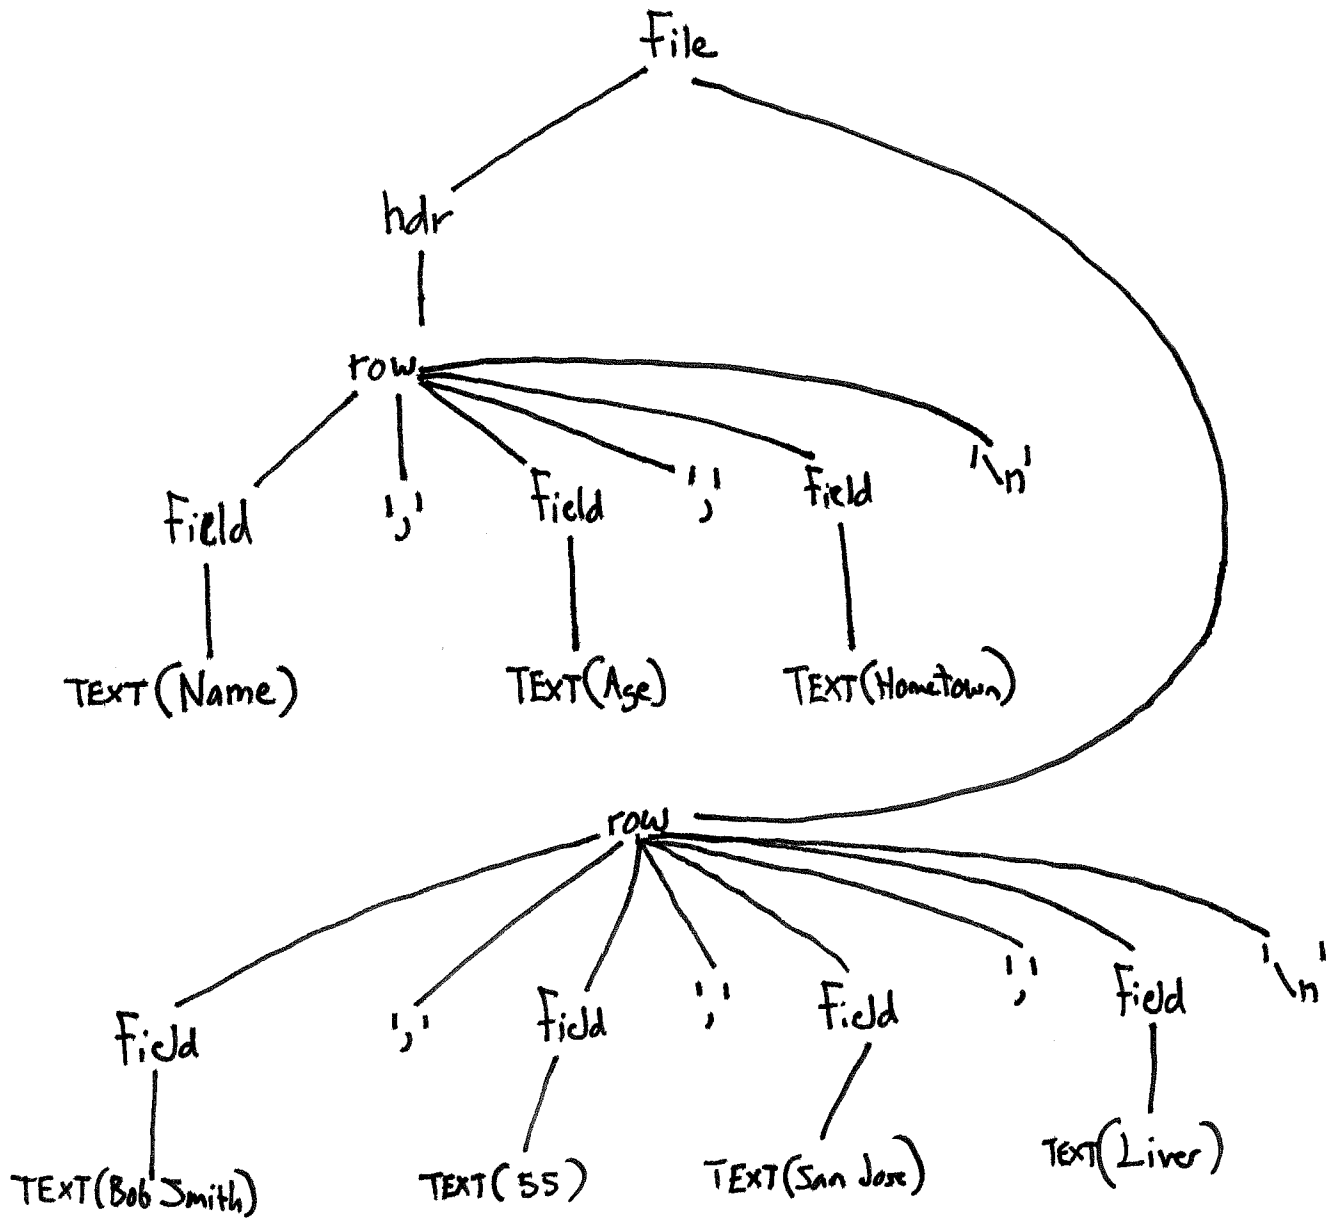 File
hdr
row
Field ',' Field ',' Field '\n'
TEXT(Name) TEXT(Age) TEXT(Hometown)
row
Field ',' Field ',' Field ',' Field '\n'
TEXT(Bob Smith) TEXT(55) TEXT(San Jose) TEXT(Liver)